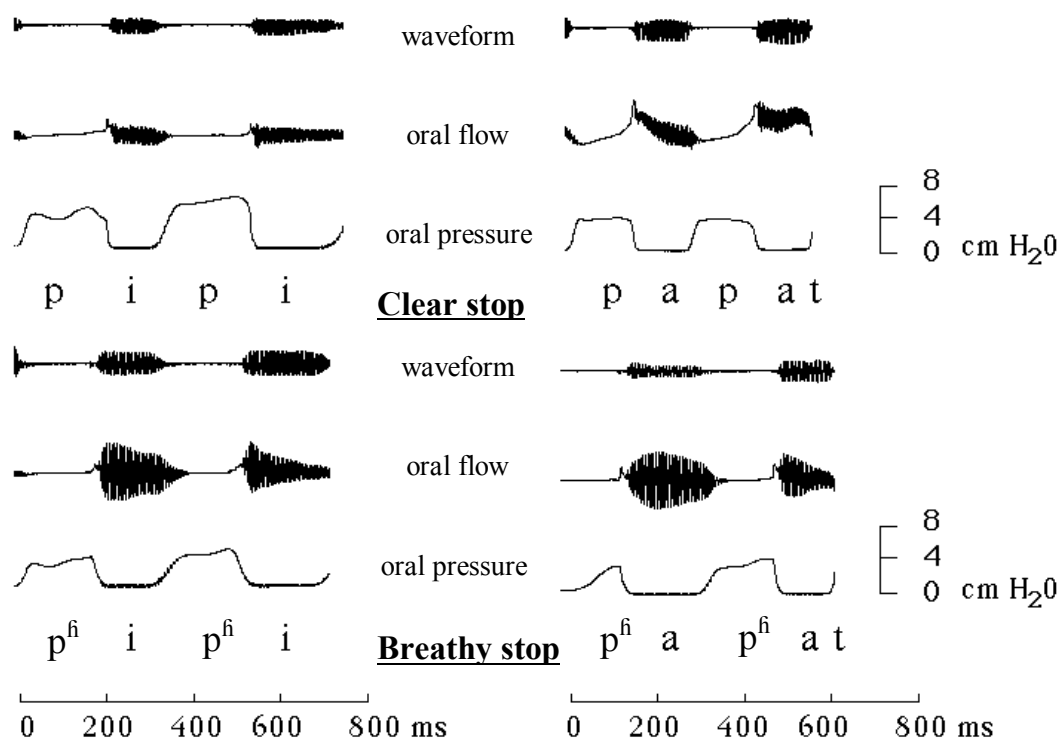 waveform
oral flow
oral pressure
8
4
0 cm H₂0
p i p i
Clear stop
p a p a t
waveform
oral flow
oral pressure
8
4
0 cm H₂0
pʱ i pʱ i
Breathy stop
pʱ a pʱ a t
0 200 400 600 800 ms
0 200 400 600 800 ms